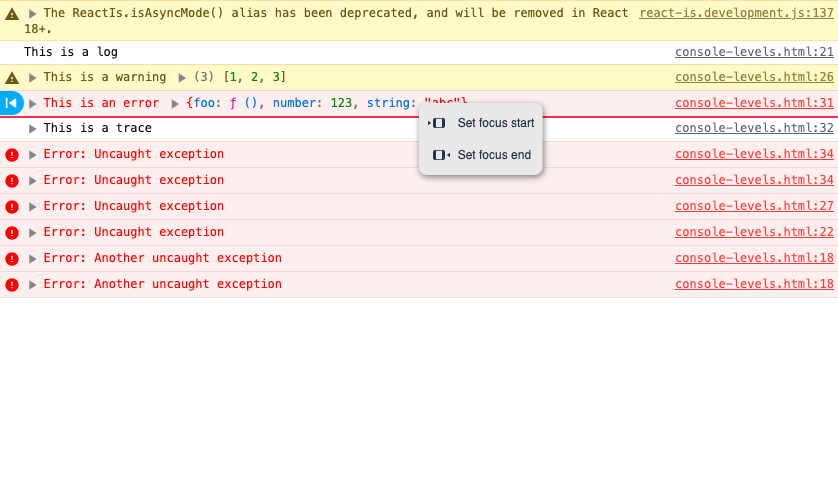 The ReactIs.isAsyncMode() alias has been deprecated, and will be removed in React react-is.development.js:137
18+.
This is a log console-levels.html:21
This is a warning (3) [1, 2, 3] console-levels.html:26
This is an error {foo: ƒ (), number: 123, string: "abc"} console-levels.html:31
Set focus start
This is a trace console-levels.html:32
Error: Uncaught exception console-levels.html:34
Set focus end
Error: Uncaught exception console-levels.html:34
Error: Uncaught exception console-levels.html:27
Error: Uncaught exception console-levels.html:22
Error: Another uncaught exception console-levels.html:18
Error: Another uncaught exception console-levels.html:18